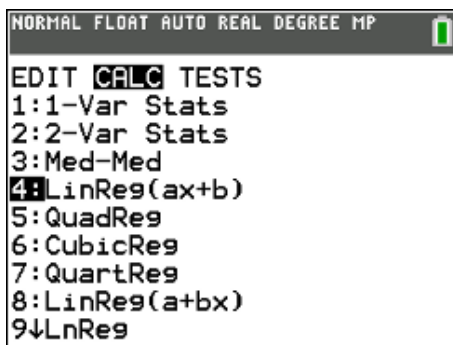 NORMAL FLOAT AUTO REAL DEGREE MP
EDIT CALC TESTS
1:1-Var Stats
2:2-Var Stats
3:Med-Med
4:LinReg(ax+b)
5:QuadReg
6:CubicReg
7:QuartReg
8:LinReg(a+bx)
9↓LnReg